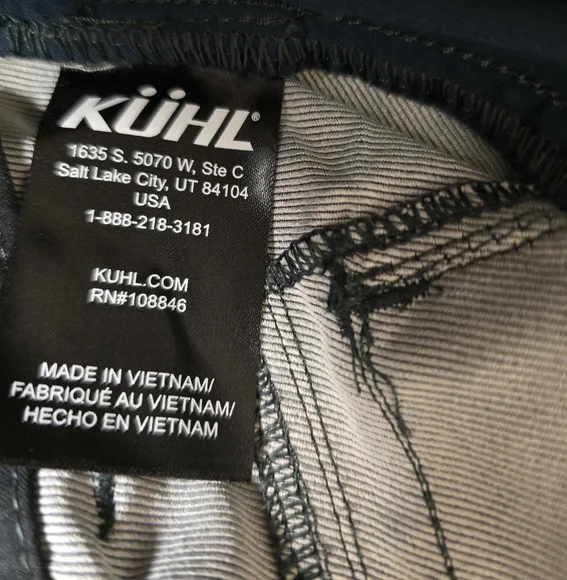 KÜHL®
1635 S. 5070 W, Ste C
Salt Lake City, UT 84104
USA
1-888-218-3181
KUHL.COM
RN#108846
MADE IN VIETNAM/
FABRIQUÉ AU VIETNAM/
HECHO EN VIETNAM